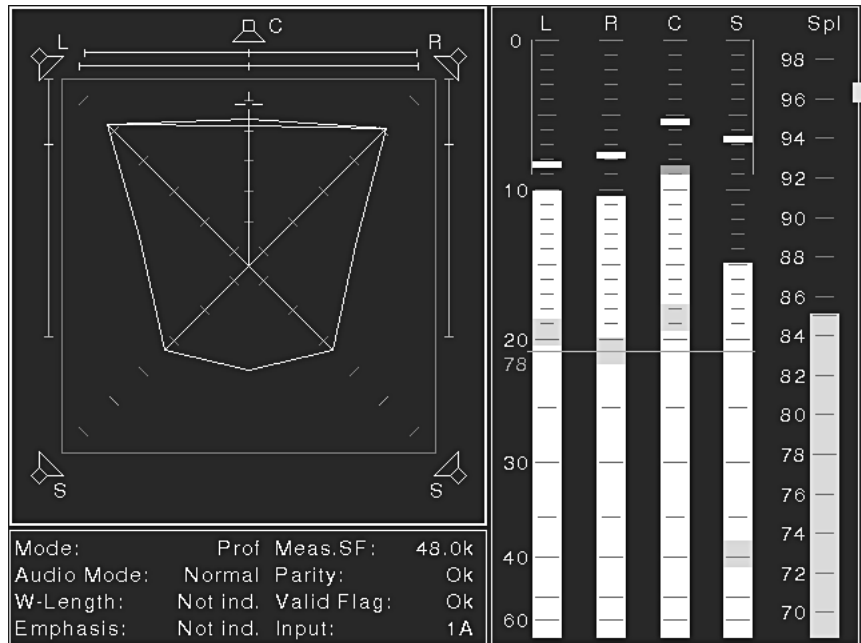 C
L R
S S
L R C S Spl
0
10
20
78
30
40
60
98
96
94
92
90
88
86
84
82
80
78
76
74
72
70
Mode: Prof Meas.SF: 48.0k
Audio Mode: Normal Parity: Ok
W-Length: Not ind. Valid Flag: Ok
Emphasis: Not ind. Input: 1A